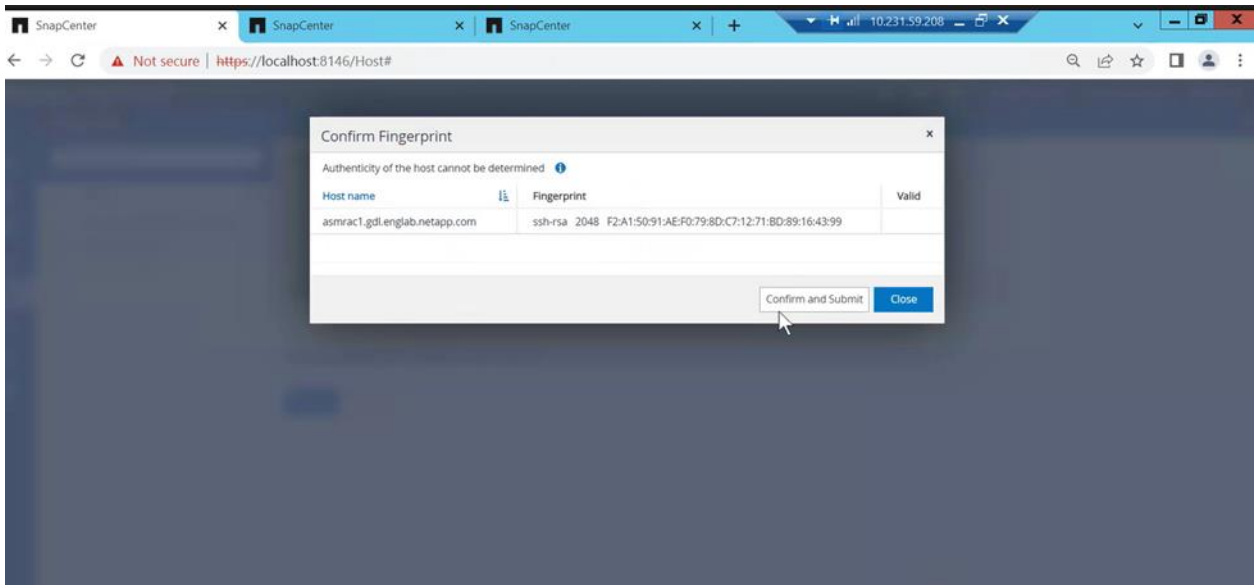 SnapCenter SnapCenter SnapCenter 10.231.59.208
Not secure | https://localhost:8146/Host#
Confirm Fingerprint
Authenticity of the host cannot be determined
Host name Fingerprint Valid
asmrac1.gdl.englab.netapp.com ssh-rsa 2048 F2:A1:50:91:AE:F0:79:8D:C7:12:71:BD:89:16:43:99
Confirm and Submit Close